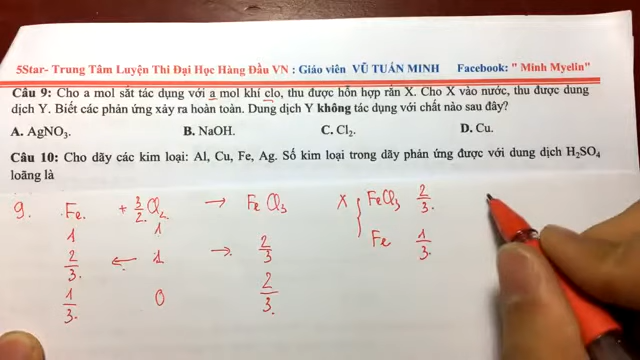 5Star- Trung Tâm Luyện Thi Đại Học Hàng Đầu VN : Giáo viên VŨ TUẤN MINH Facebook: " Minh Myelin"
Câu 9: Cho a mol sắt tác dụng với a mol khí clo, thu được hỗn hợp rắn X. Cho X vào nước, thu được dung
dịch Y. Biết các phản ứng xảy ra hoàn toàn. Dung dịch Y không tác dụng với chất nào sau đây?
A. AgNO₃. B. NaOH. C. Cl₂. D. Cu.
Câu 10: Cho dãy các kim loại: Al, Cu, Fe, Ag. Số kim loại trong dãy phản ứng được với dung dịch H₂SO₄
loãng là
9. Fe + 3/2 Cl₂ → FeCl₃ X { FeCl₃ 2/3.
1 1 Fe 1/3.
2/3 ← 1 → 2/3
1/3. 0 2/3